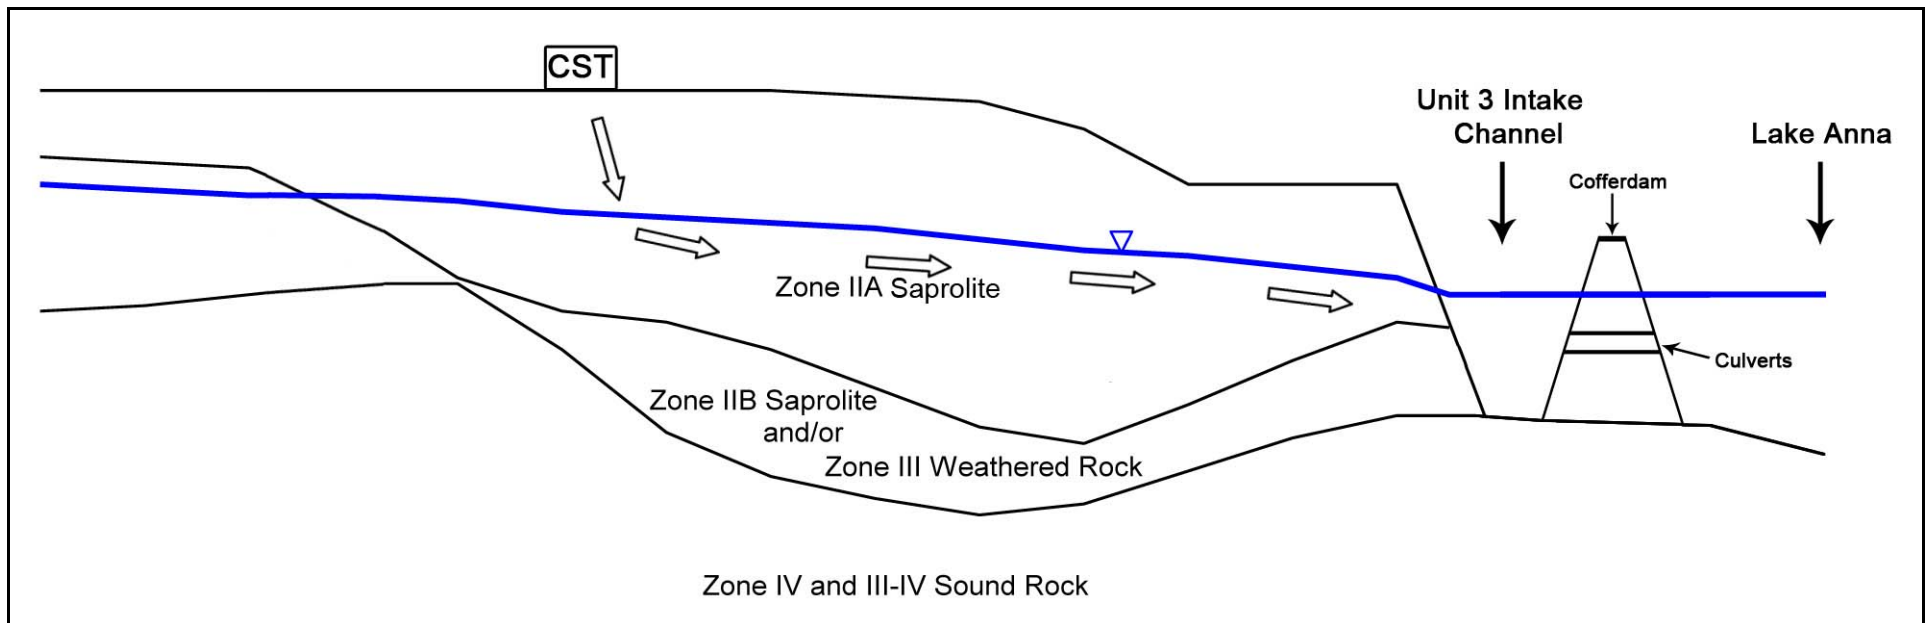 CST
Unit 3 Intake
Channel
Lake Anna
Cofferdam
Zone IIA Saprolite
Culverts
Zone IIB Saprolite
and/or
Zone III Weathered Rock
Zone IV and III-IV Sound Rock